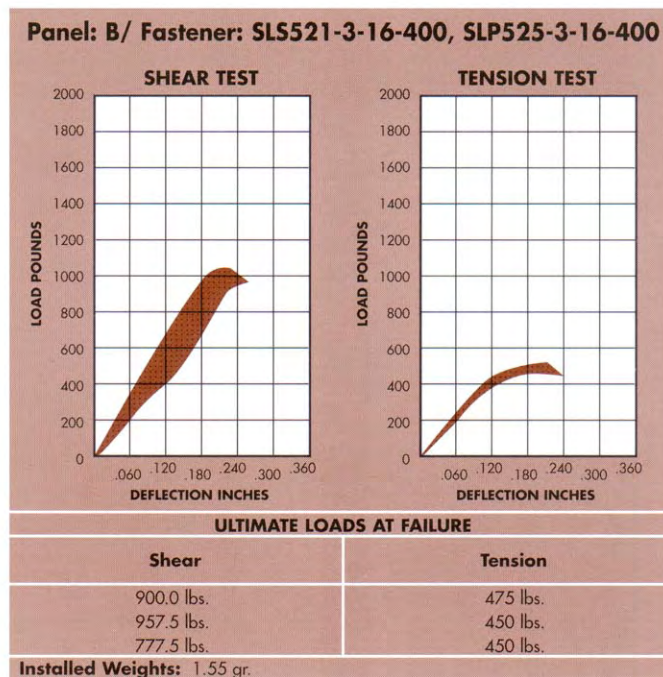 Panel: B/ Fastener: SLS521-3-16-400, SLP525-3-16-400
SHEAR TEST
LOAD POUNDS
2000
1800
1600
1400
1200
1000
800
600
400
200
0
.060 .120 .180 .240 .300 .360
DEFLECTION INCHES
TENSION TEST
LOAD POUNDS
2000
1800
1600
1400
1200
1000
800
600
400
200
0
.060 .120 .180 .240 .300 .360
DEFLECTION INCHES
ULTIMATE LOADS AT FAILURE
Shear Tension
900.0 lbs. 475 lbs.
957.5 lbs. 450 lbs.
777.5 lbs. 450 lbs.
Installed Weights: 1.55 gr.